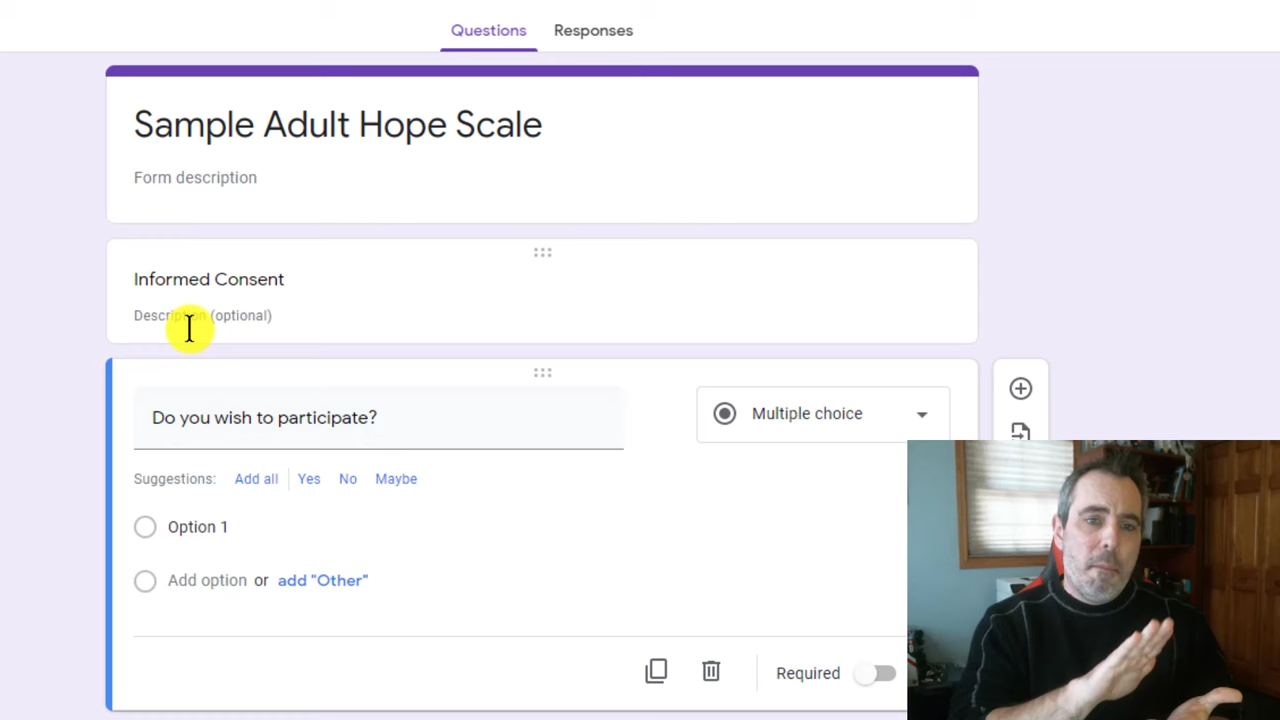 Questions Responses
Sample Adult Hope Scale
Form description
Informed Consent
Description (optional)
Do you wish to participate?
Multiple choice
Suggestions: Add all Yes No Maybe
Option 1
Add option or add "Other"
Required